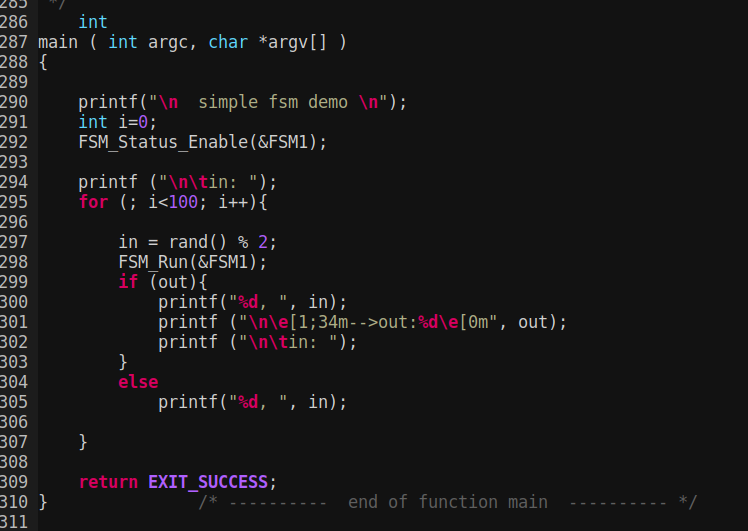 285  */
286     int
287 main ( int argc, char *argv[] )
288 {
289
290     printf("\n  simple fsm demo \n");
291     int i=0;
292     FSM_Status_Enable(&FSM1);
293
294     printf ("\n\tin: ");
295     for (; i<100; i++){
296
297         in = rand() % 2;
298         FSM_Run(&FSM1);
299         if (out){
300             printf("%d, ", in);
301             printf ("\n\e[1;34m-->out:%d\e[0m", out);
302             printf ("\n\tin: ");
303         }
304         else
305             printf("%d, ", in);
306
307     }
308
309     return EXIT_SUCCESS;
310 }               /* ----------  end of function main  ---------- */
311